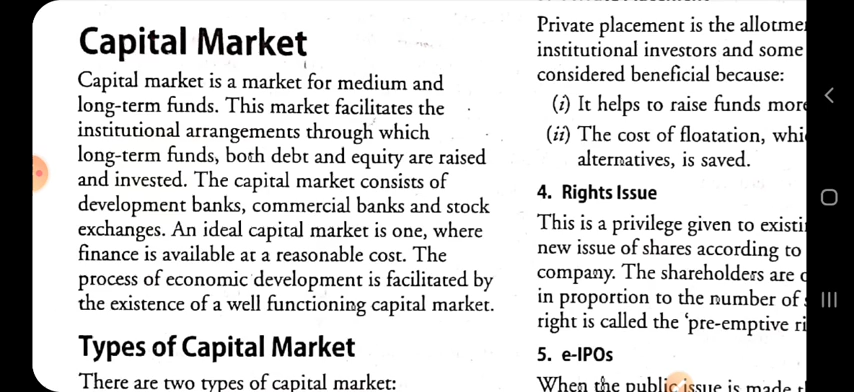 Capital Market
Capital market is a market for medium and
long-term funds. This market facilitates the
institutional arrangements through which
long-term funds, both debt and equity are raised
and invested. The capital market consists of
development banks, commercial banks and stock
exchanges. An ideal capital market is one, where
finance is available at a reasonable cost. The
process of economic development is facilitated by
the existence of a well functioning capital market.
Types of Capital Market
There are two types of capital market:
Private placement is the
institutional investors and some
considered beneficial because:
(i) It helps to raise funds
(ii) The cost of floatation,
alternatives, is saved.
4. Rights Issue
This is a privilege given to
new issue of shares according to
company. The shareholders are
in proportion to the number of
right is called the 'pre-emptive
5. e-IPOs
When the public issue is made